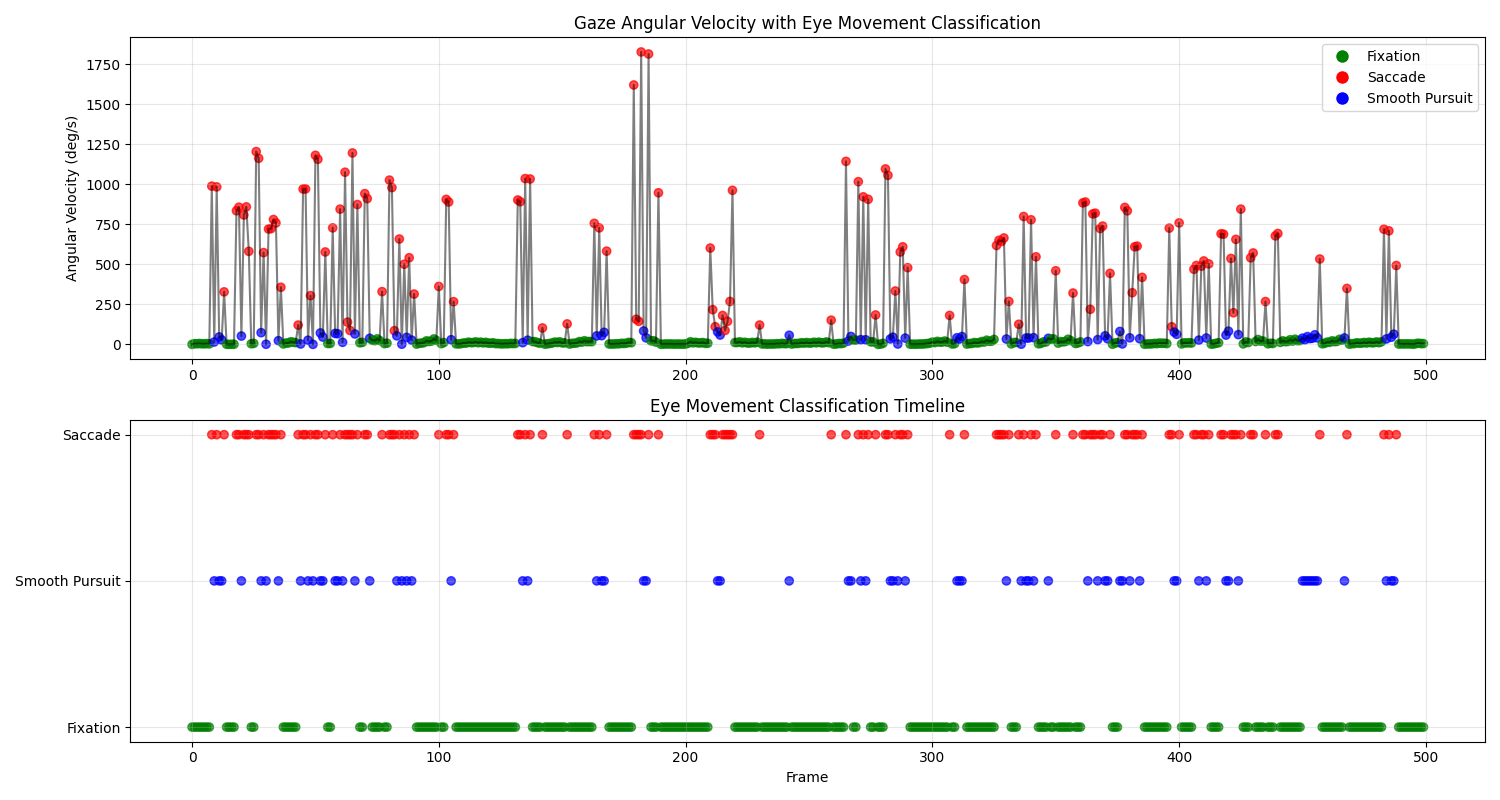 Gaze Angular Velocity with Eye Movement Classification
Angular Velocity (deg/s)
1750
1500
1250
1000
750
500
250
0
0 100 200 300 400 500
Fixation
Saccade
Smooth Pursuit
Eye Movement Classification Timeline
Saccade
Smooth Pursuit
Fixation
0 100 200 300 400 500
Frame